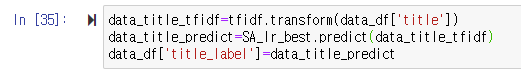 In [35]: data_title_tfidf=tfidf.transform(data_df['title'])
data_title_predict=SA_lr_best.predict(data_title_tfidf)
data_df['title_label']=data_title_predict